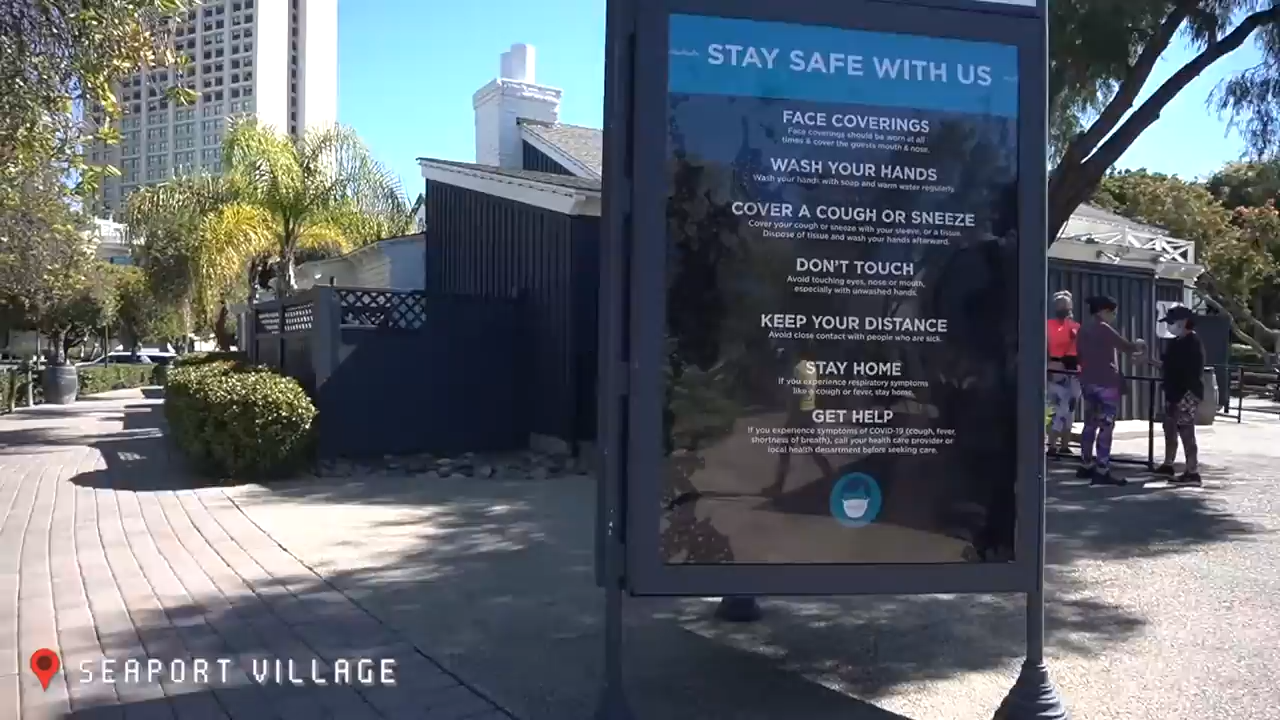 STAY SAFE WITH US
FACE COVERINGS
Face coverings should be worn at all
times & cover the guests mouth & nose.
WASH YOUR HANDS
Wash your hands with soap and warm water regularly.
COVER A COUGH OR SNEEZE
Cover your cough or sneeze with your sleeve, or a tissue.
Dispose of tissue and wash your hands afterward.
DON'T TOUCH
Avoid touching eyes, nose or mouth,
especially with unwashed hands.
KEEP YOUR DISTANCE
Avoid close contact with people who are sick.
STAY HOME
If you experience respiratory symptoms
like a cough or fever, stay home.
GET HELP
If you experience symptoms of COVID-19 (cough, fever,
shortness of breath), call your health care provider or
local health department before seeking care.
SEAPORT VILLAGE